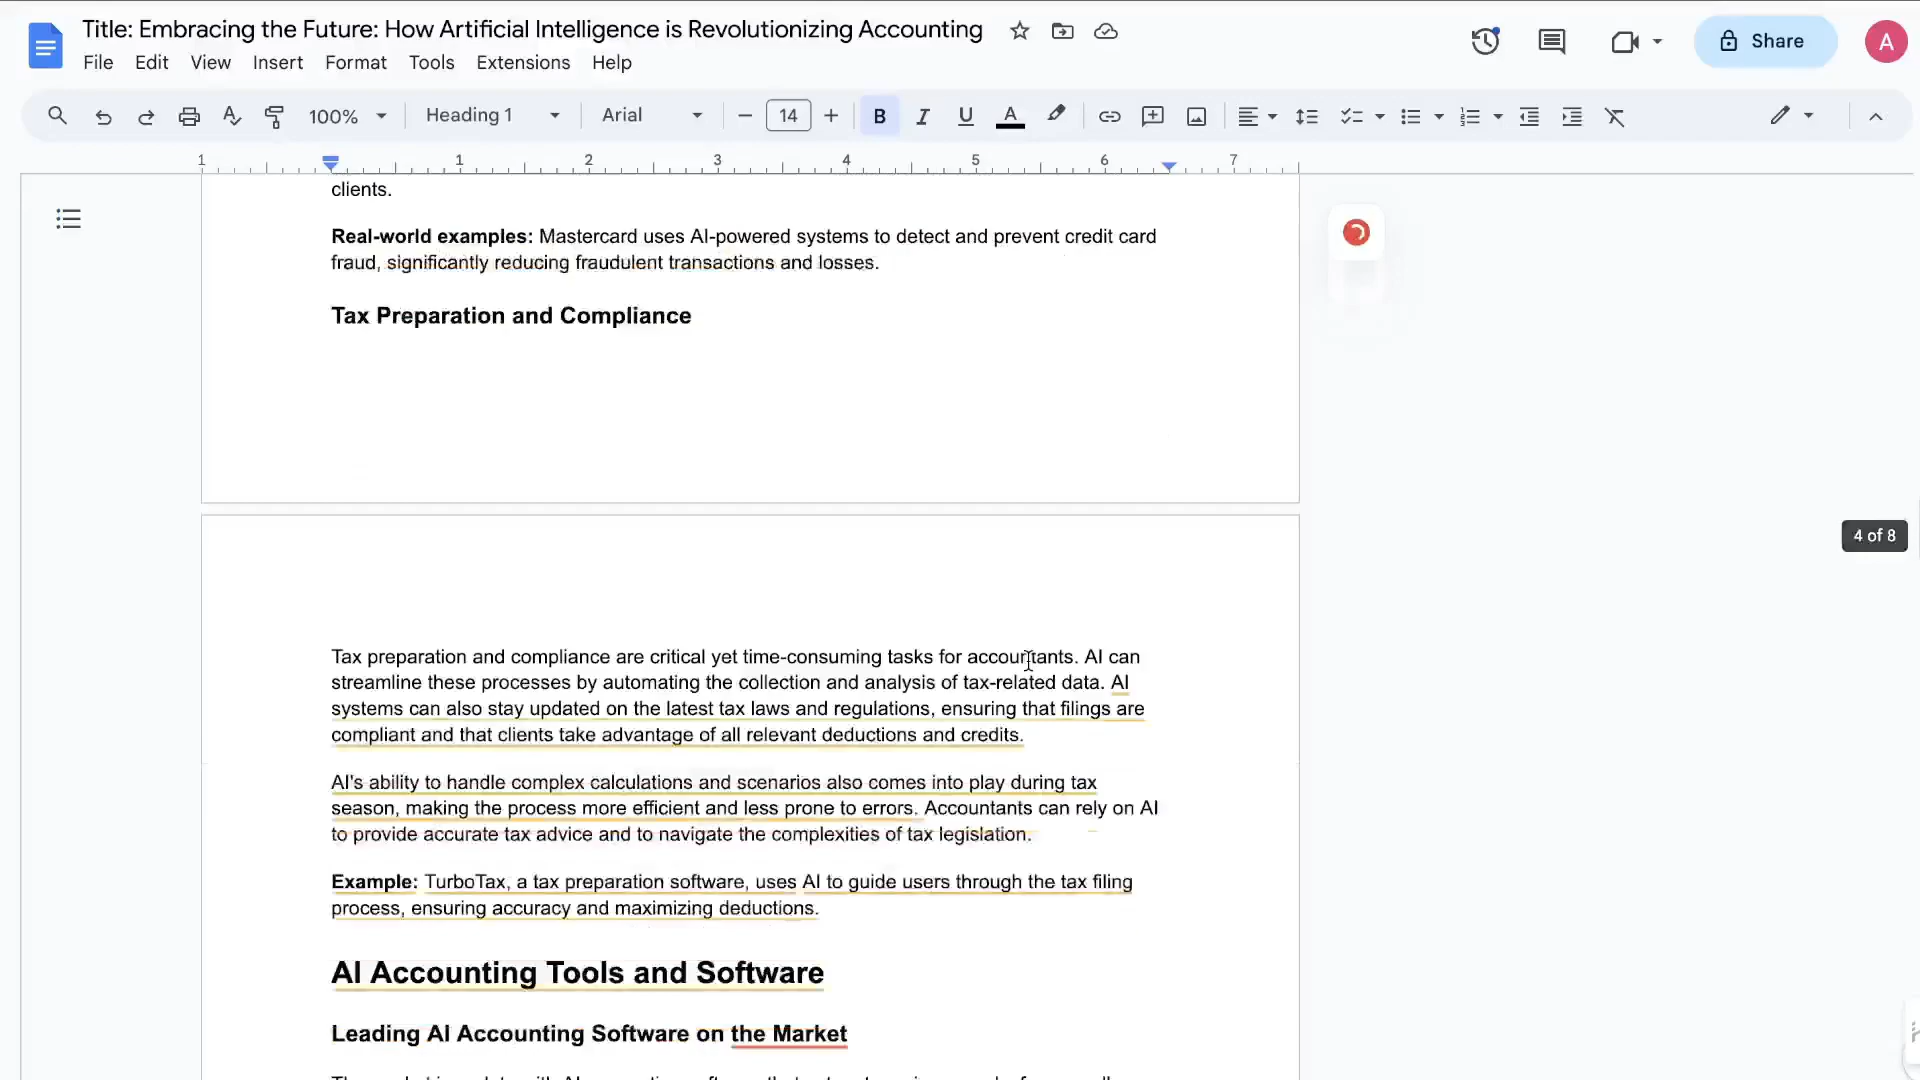 Title: Embracing the Future: How Artificial Intelligence is Revolutionizing Accounting
File Edit View Insert Format Tools Extensions Help
Share
A
100% Heading 1 Arial 14 B I U A
1 1 2 3 4 5 6 7
clients.
Real-world examples: Mastercard uses AI-powered systems to detect and prevent credit card
fraud, significantly reducing fraudulent transactions and losses.
Tax Preparation and Compliance
4 of 8
Tax preparation and compliance are critical yet time-consuming tasks for accountants. AI can
streamline these processes by automating the collection and analysis of tax-related data. AI
systems can also stay updated on the latest tax laws and regulations, ensuring that filings are
compliant and that clients take advantage of all relevant deductions and credits.
AI's ability to handle complex calculations and scenarios also comes into play during tax
season, making the process more efficient and less prone to errors. Accountants can rely on AI
to provide accurate tax advice and to navigate the complexities of tax legislation.
Example: TurboTax, a tax preparation software, uses AI to guide users through the tax filing
process, ensuring accuracy and maximizing deductions.
AI Accounting Tools and Software
Leading AI Accounting Software on the Market